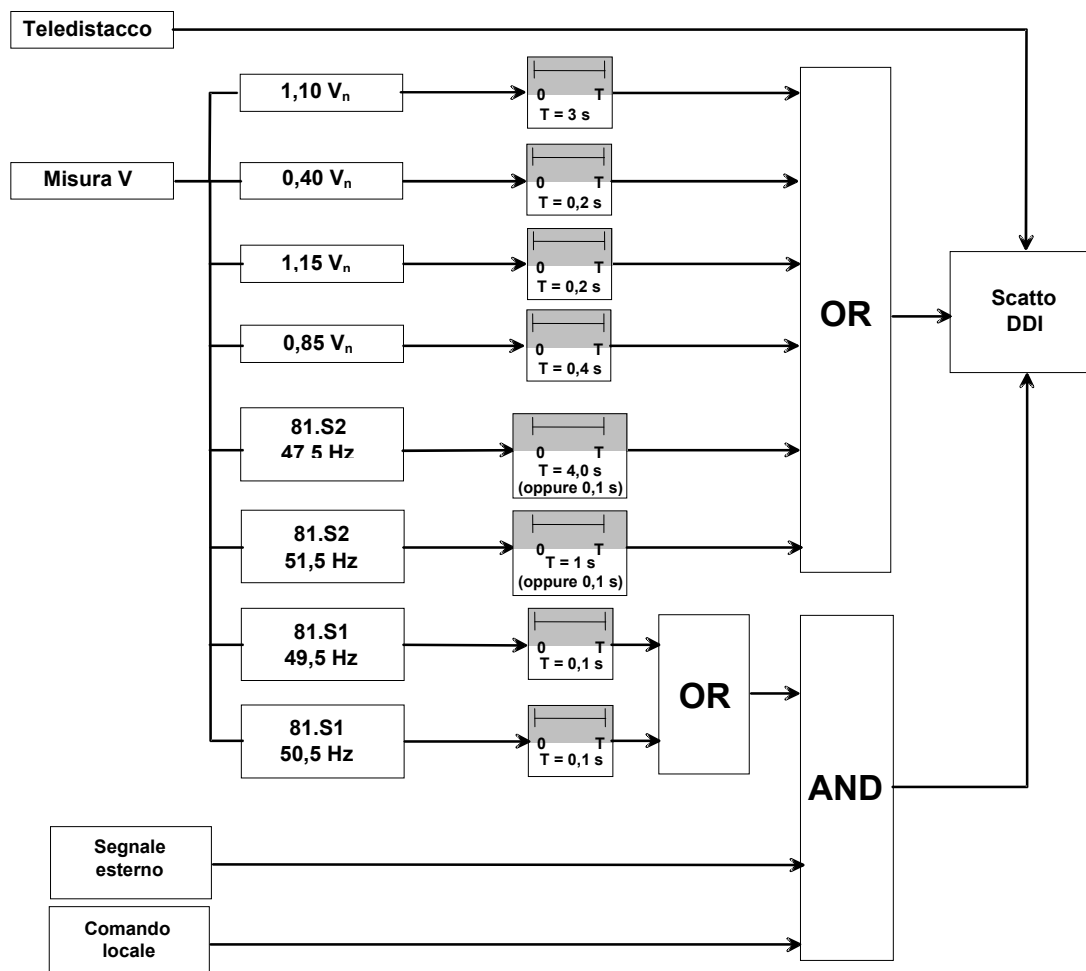 Teledistacco
1,10 Vn
0 T
T = 3 s
Misura V
0,40 Vn
0 T
T = 0,2 s
1,15 Vn
0 T
T = 0,2 s
0,85 Vn
0 T
T = 0,4 s
81.S2
47,5 Hz
0 T
T = 4,0 s
(oppure 0,1 s)
81.S2
51,5 Hz
0 T
T = 1 s
(oppure 0,1 s)
OR
Scatto
DDI
81.S1
49,5 Hz
0 T
T = 0,1 s
81.S1
50,5 Hz
0 T
T = 0,1 s
OR
AND
Segnale
esterno
Comando
locale